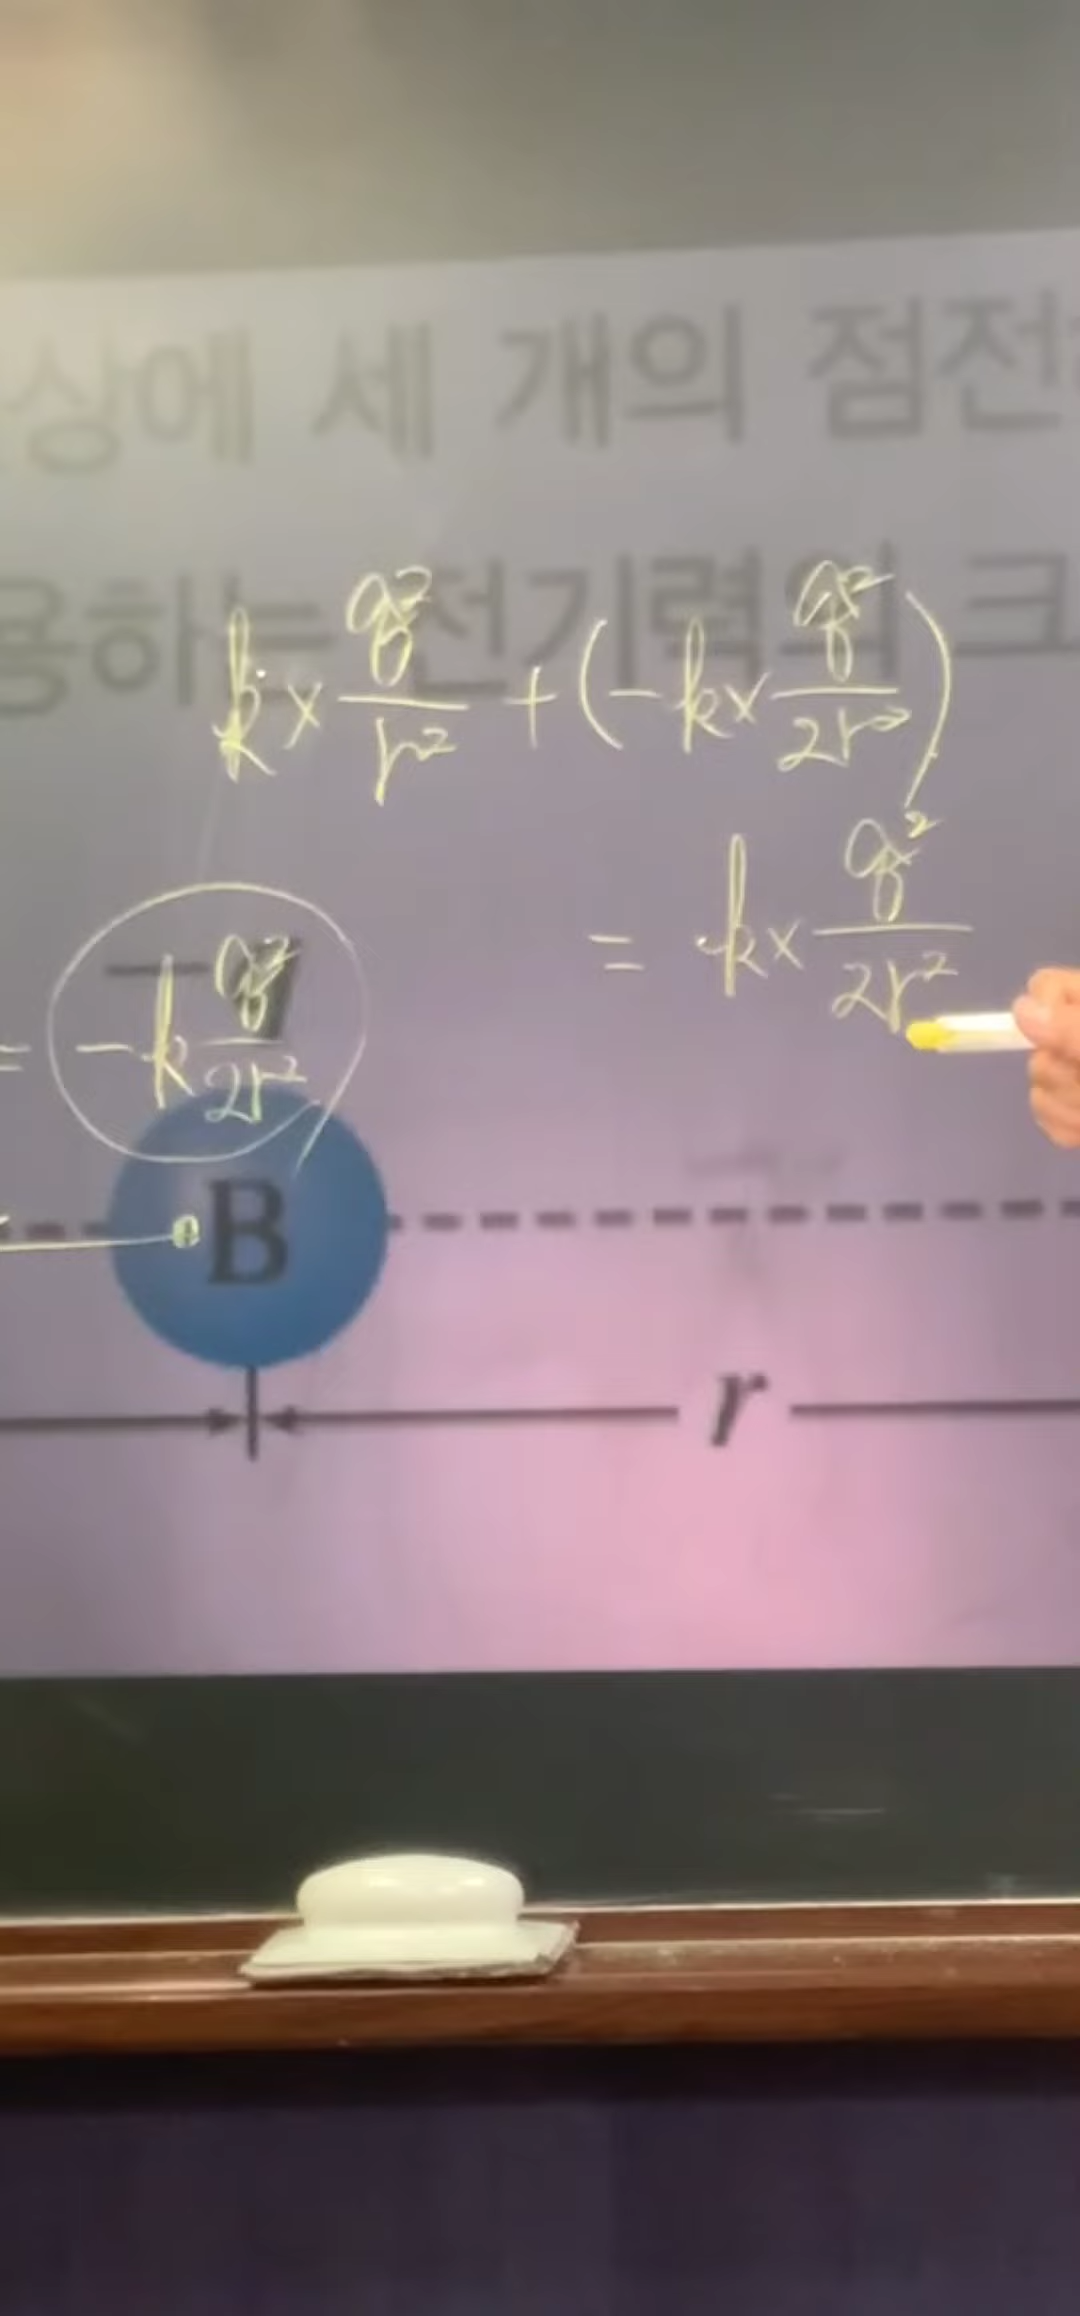 상에 세 개의 점전
용하는 전기력의 크
k × q²/r² + (-k × q²/2r²)
= k × q²/2r²
-q
= -k q²/2r²
B
r